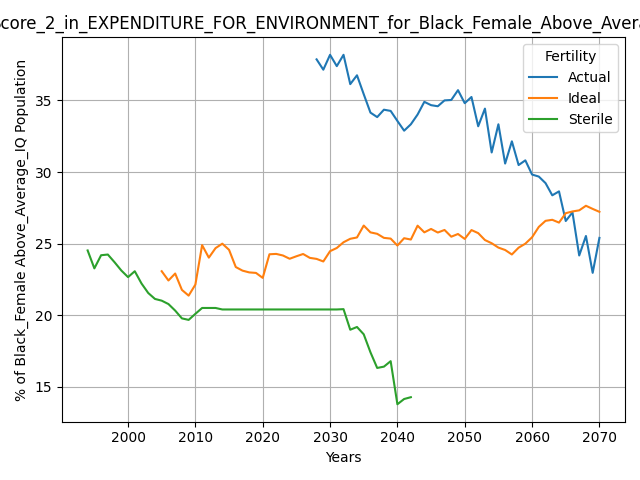 core_2_in_EXPENDITURE_FOR_ENVIRONMENT_for_Black_Female_Above_Avera
% of Black_Female Above_Average_IQ Population
Fertility
Actual
Ideal
Sterile
35
30
25
20
15
2000 2010 2020 2030 2040 2050 2060 2070
Years